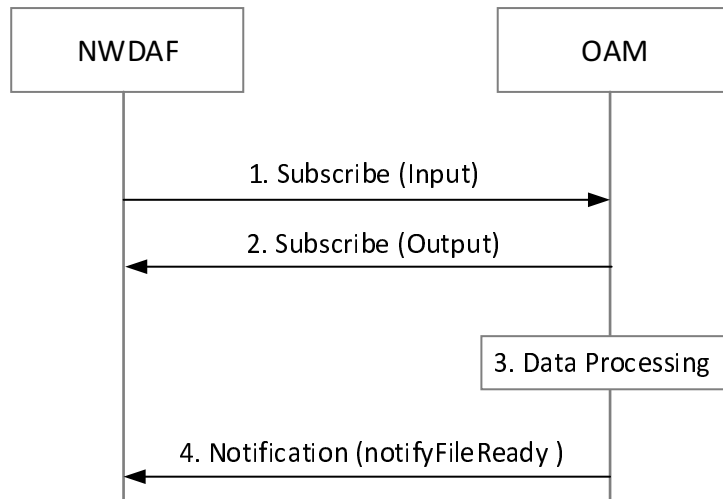 NWDAF
OAM
1. Subscribe (Input)
2. Subscribe (Output)
3. Data Processing
4. Notification (notifyFileReady )